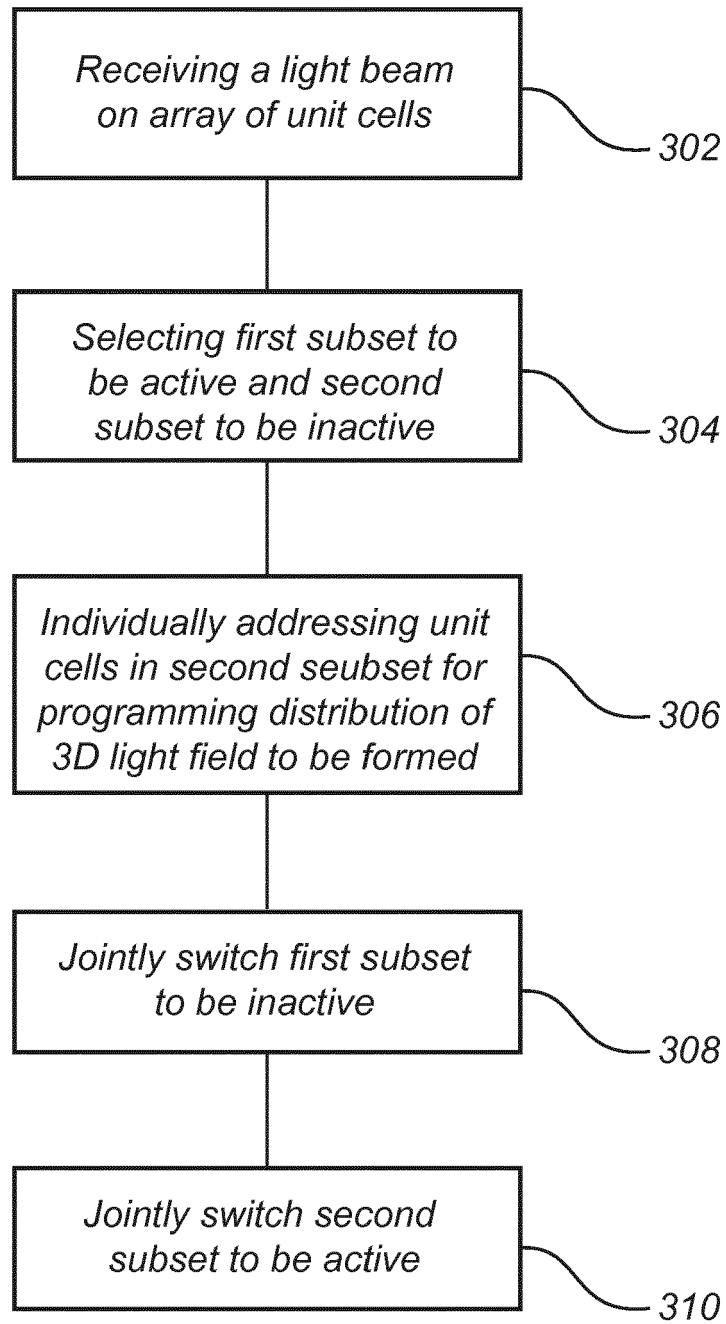 Receiving a light beam
on array of unit cells
302
Selecting first subset to
be active and second
subset to be inactive
304
Individually addressing unit
cells in second seubset for
programming distribution of
3D light field to be formed
306
Jointly switch first subset
to be inactive
308
Jointly switch second
subset to be active
310